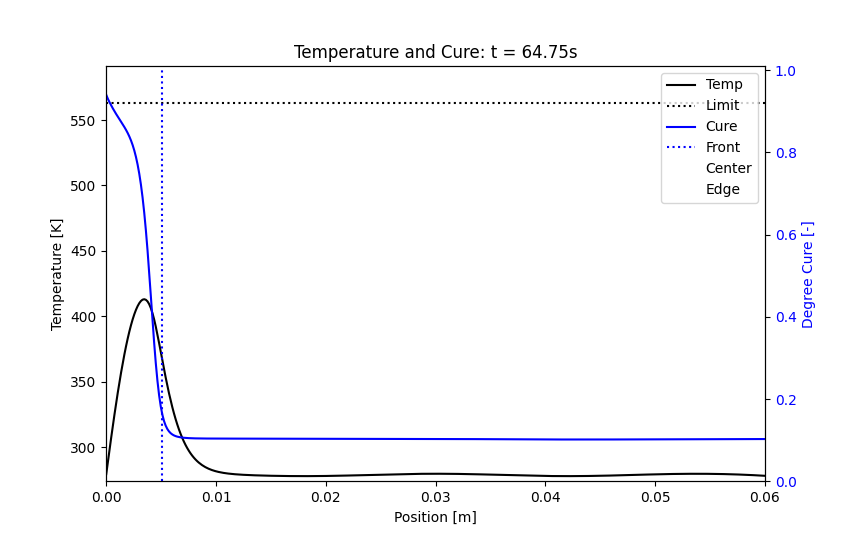 Temperature and Cure: t = 64.75s
Temp
Limit
Cure
Front
Center
Edge
Temperature [K]
550
500
450
400
350
300
Degree Cure [-]
1.0
0.8
0.6
0.4
0.2
0.0
0.00 0.01 0.02 0.03 0.04 0.05 0.06
Position [m]